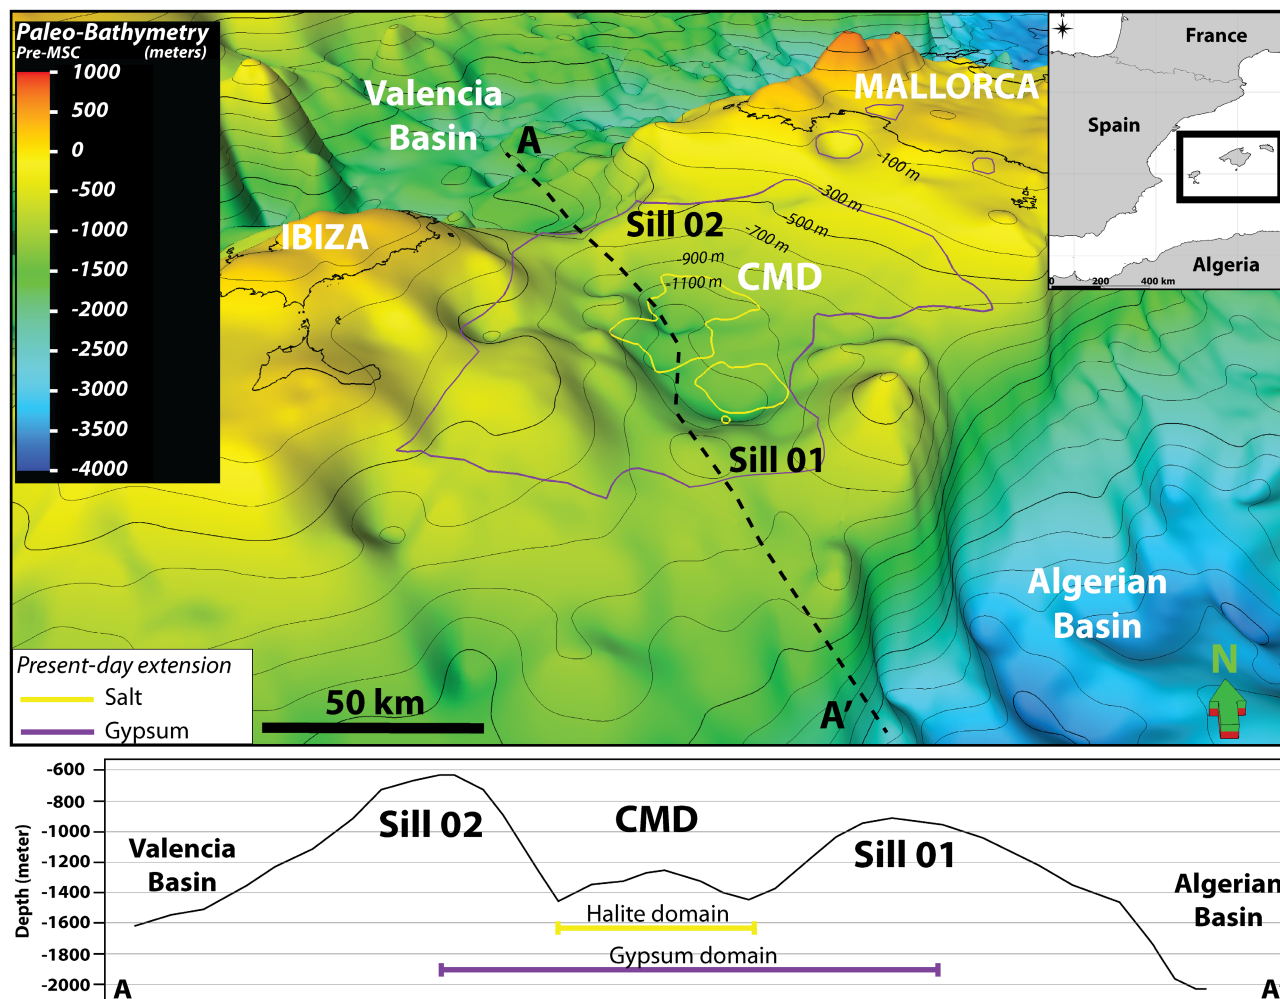 Paleo-Bathymetry
Pre-MSC (meters)
1000
500
0
-500
-1000
-1500
-2000
-2500
-3000
-3500
-4000
Valencia
Basin
A
MALLORCA
IBIZA
Sill 02
CMD
-100 m
-300 m
-500 m
-700 m
-900 m
-1100 m
Sill 01
Algerian
Basin
A′
N
N
France
Spain
Algeria
0 200 400 km
Present-day extension
Salt
Gypsum
50 km
Depth (meter)
-600
-800
-1000
-1200
-1400
-1600
-1800
-2000
Valencia
Basin
Sill 02
CMD
Sill 01
Algerian
Basin
Halite domain
Gypsum domain
A
A